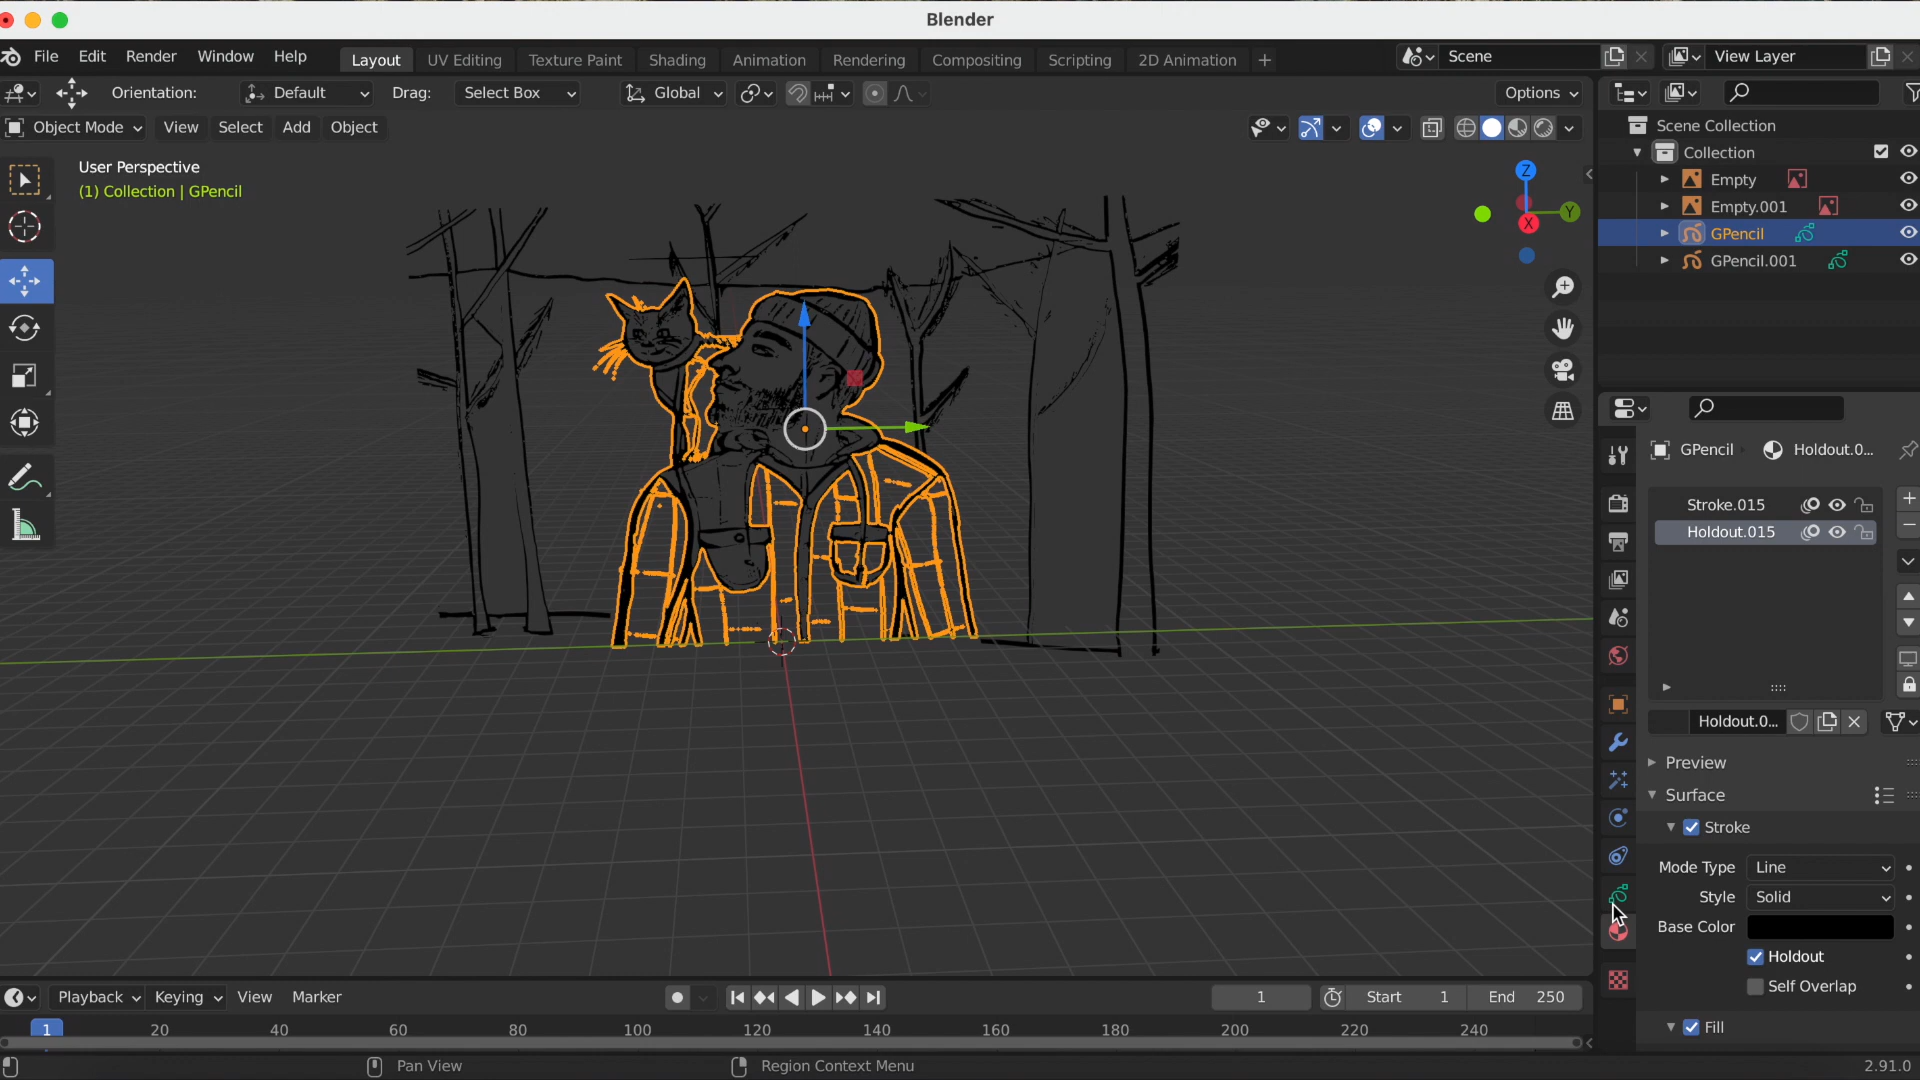 Blender
File Edit Render Window Help Layout UV Editing Texture Paint Shading Animation Rendering Compositing Scripting 2D Animation + Scene View Layer
Orientation: Default Drag: Select Box Global Options
Object Mode View Select Add Object
User Perspective
(1) Collection | GPencil
Z
Y
X
Scene Collection
Collection
Empty
Empty.001
GPencil
GPencil.001
GPencil Holdout.0...
Stroke.015
Holdout.015
Holdout.0...
Preview
Surface
Stroke
Mode Type Line
Style Solid
Base Color
Holdout
Self Overlap
Fill
Playback Keying View Marker 1 Start 1 End 250
1 20 40 60 80 100 120 140 160 180 200 220 240
Pan View Region Context Menu 2.91.0